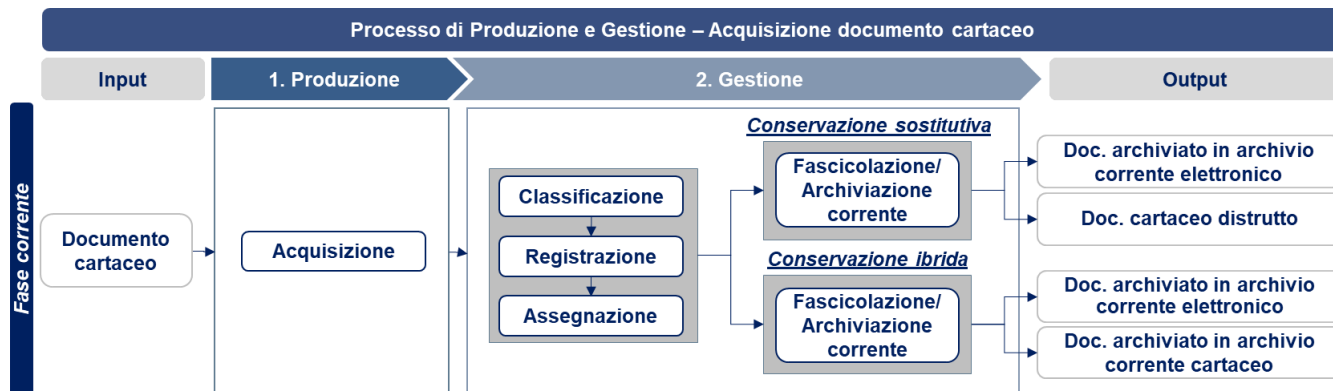 Processo di Produzione e Gestione – Acquisizione documento cartaceo
Input
1. Produzione
2. Gestione
Output
Fase corrente
Documento
cartaceo
Acquisizione
Classificazione
Registrazione
Assegnazione
Conservazione sostitutiva
Fascicolazione/
Archiviazione
corrente
Conservazione ibrida
Fascicolazione/
Archiviazione
corrente
Doc. archiviato in archivio
corrente elettronico
Doc. cartaceo distrutto
Doc. archiviato in archivio
corrente elettronico
Doc. archiviato in archivio
corrente cartaceo